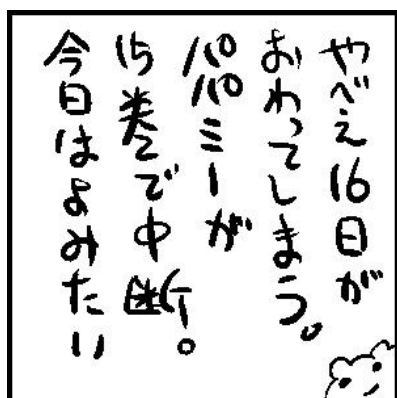 やべえ16日が
おわってしまう。
パパミーが
15巻で中断。
今日はよみたい